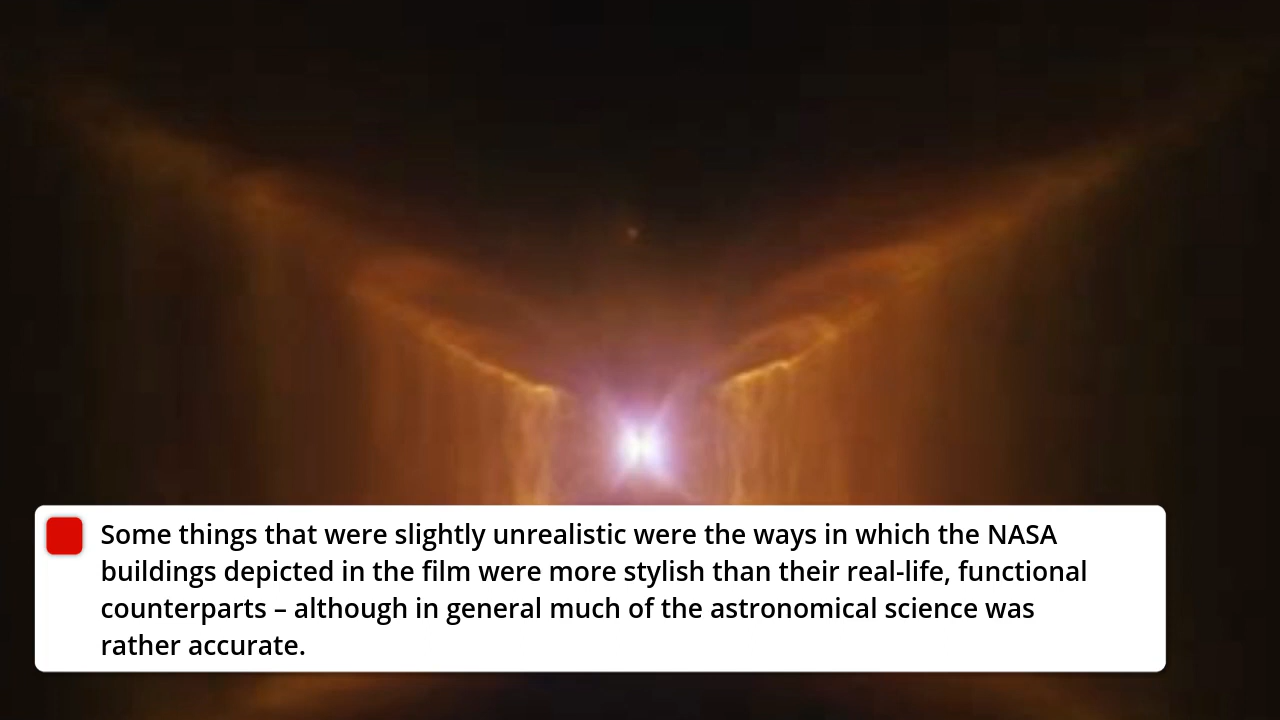 Some things that were slightly unrealistic were the ways in which the NASA
buildings depicted in the film were more stylish than their real-life, functional
counterparts – although in general much of the astronomical science was
rather accurate.